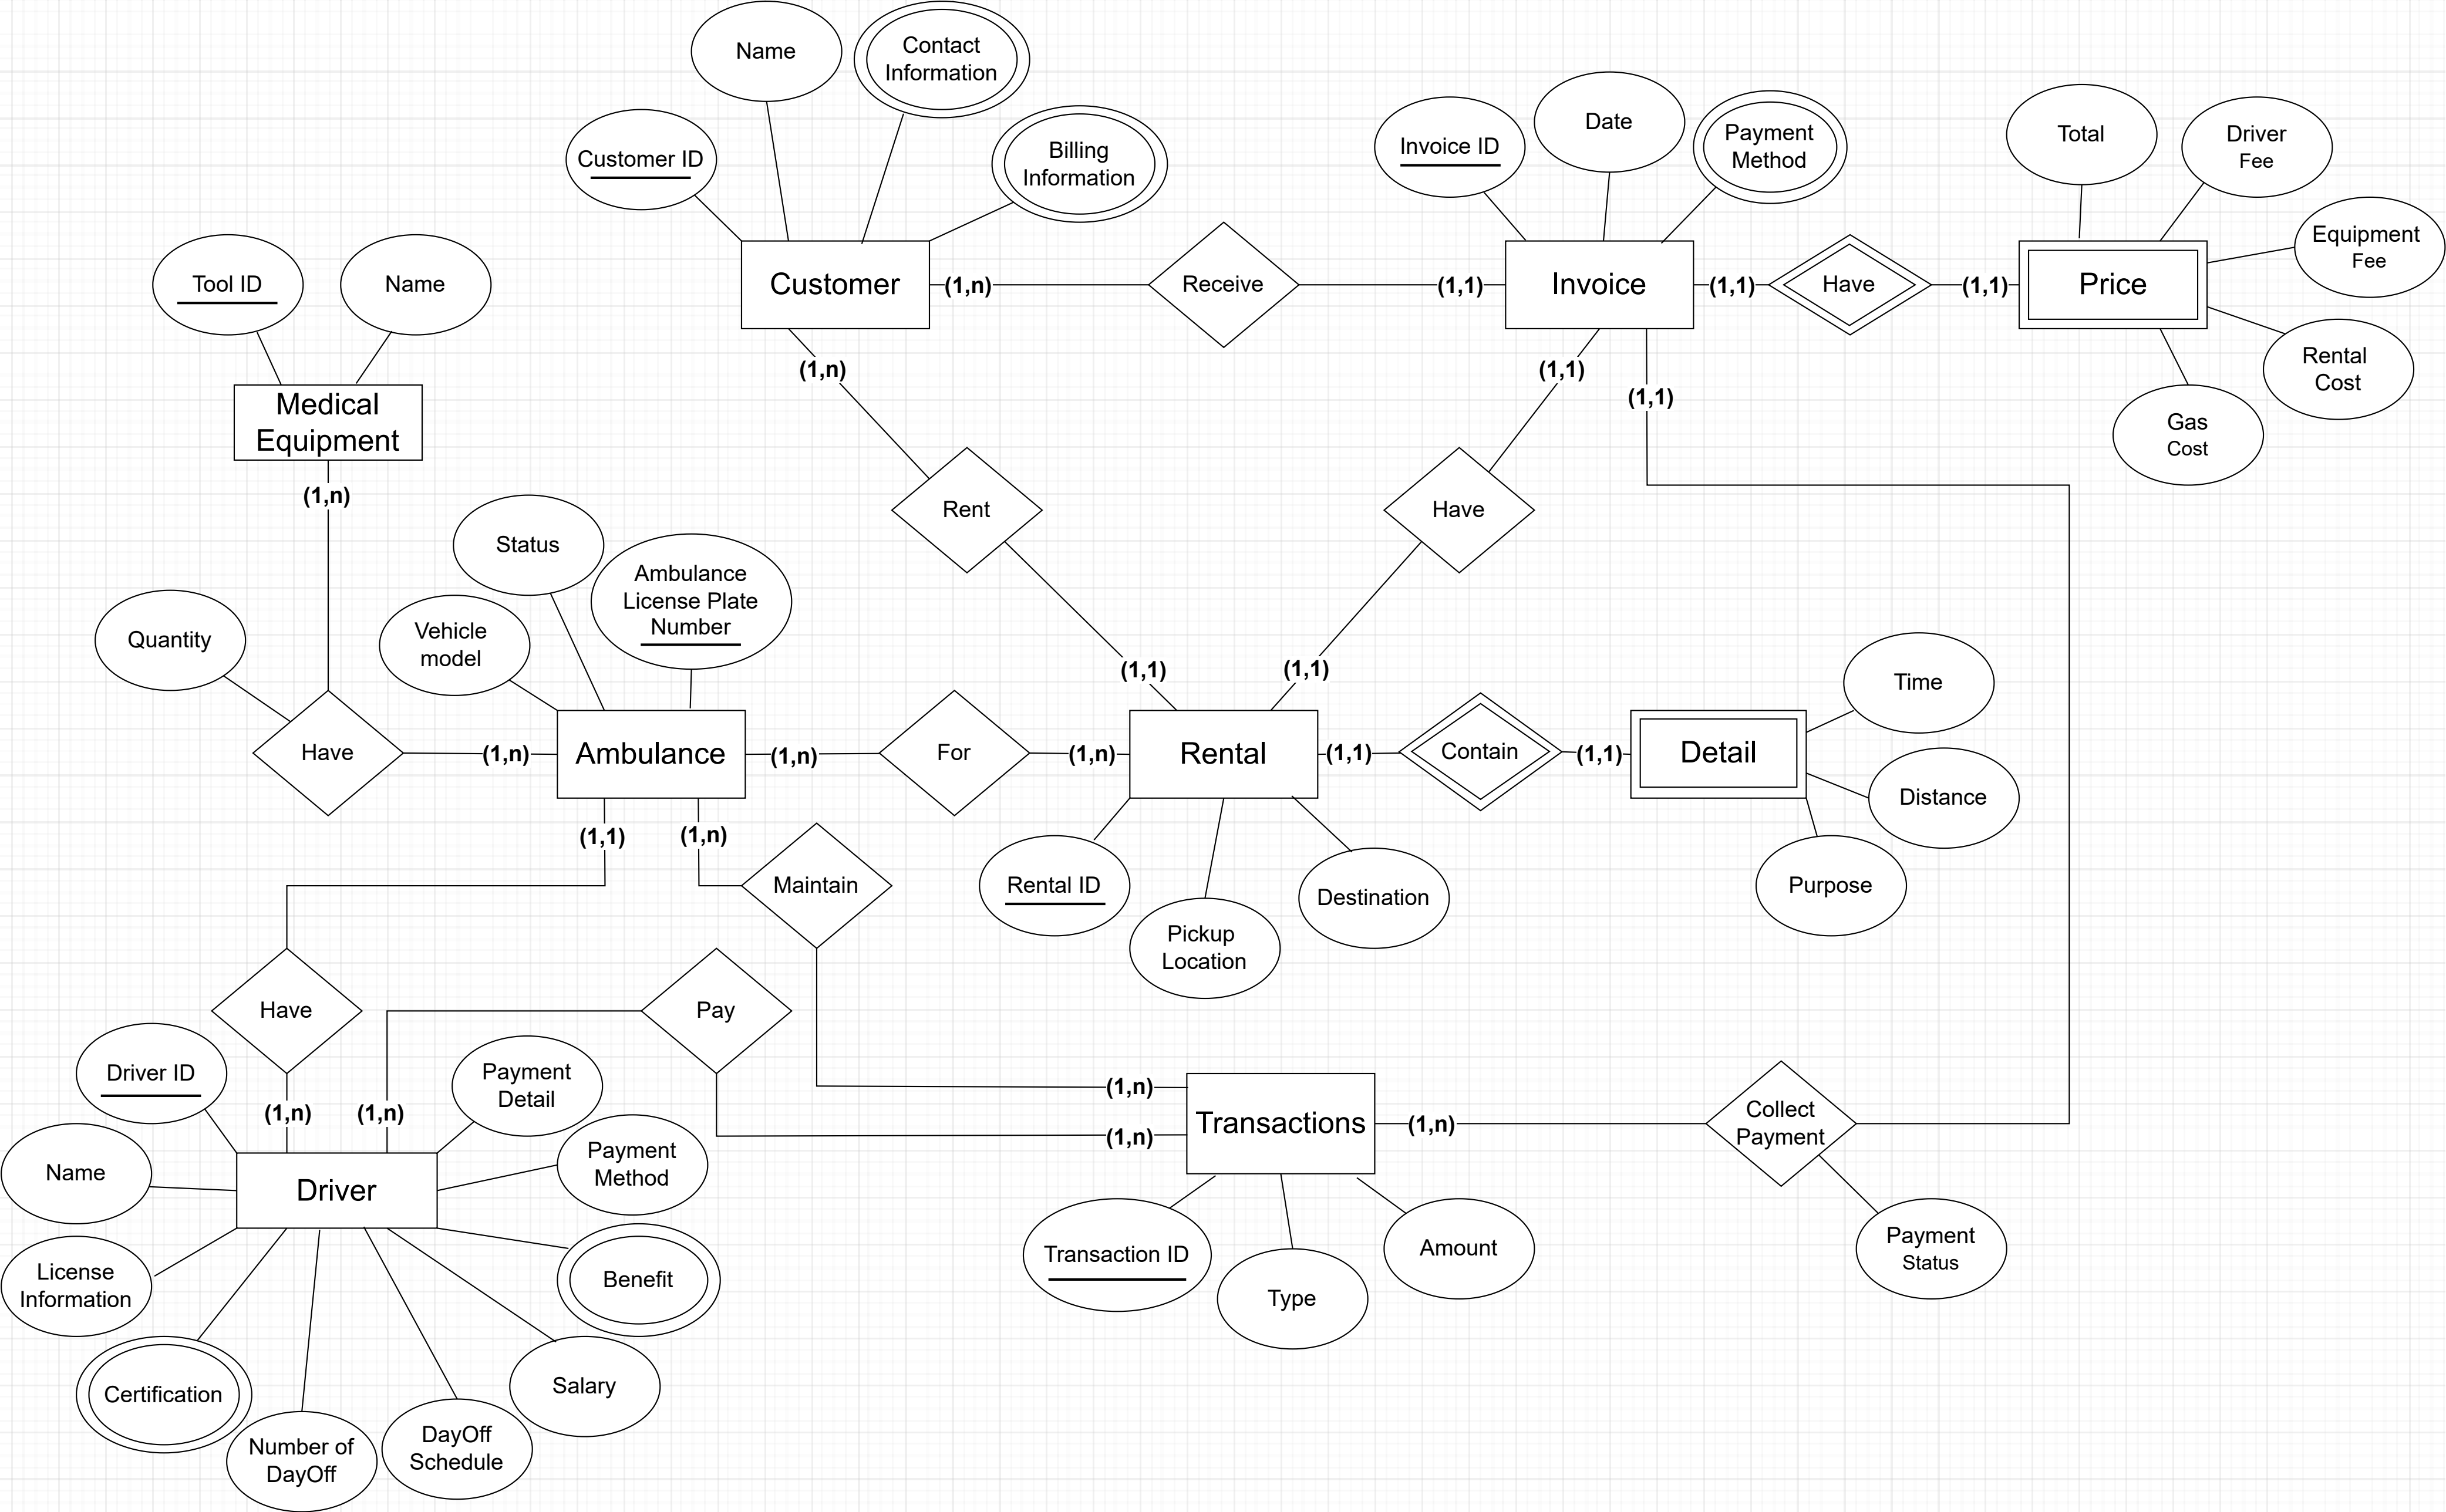 Name
Contact
Information
Customer ID
Billing
Information
Invoice ID
Date
Payment
Method
Total
Driver
Fee
Equipment
Fee
Rental
Cost
Gas
Cost
Tool ID
Name
Medical
Equipment
(1,n)
Customer
(1,n)
Receive
(1,1)
Invoice
(1,1)
Have
(1,1)
Price
(1,n)
(1,1)
(1,1)
Rent
Have
Status
Ambulance
License Plate
Number
Vehicle
model
Quantity
(1,1)
(1,1)
Have
(1,n)
Ambulance
(1,n)
For
(1,n)
Rental
(1,1)
Contain
(1,1)
Detail
Time
Distance
Purpose
(1,1)
(1,n)
Maintain
Rental ID
Pickup
Location
Destination
Have
Pay
Driver ID
(1,n)
(1,n)
Payment
Detail
Payment
Method
Name
Driver
License
Information
Benefit
Certification
Number of
DayOff
DayOff
Schedule
Salary
(1,n)
(1,n)
Transactions
(1,n)
Collect
Payment
Transaction ID
Type
Amount
Payment
Status